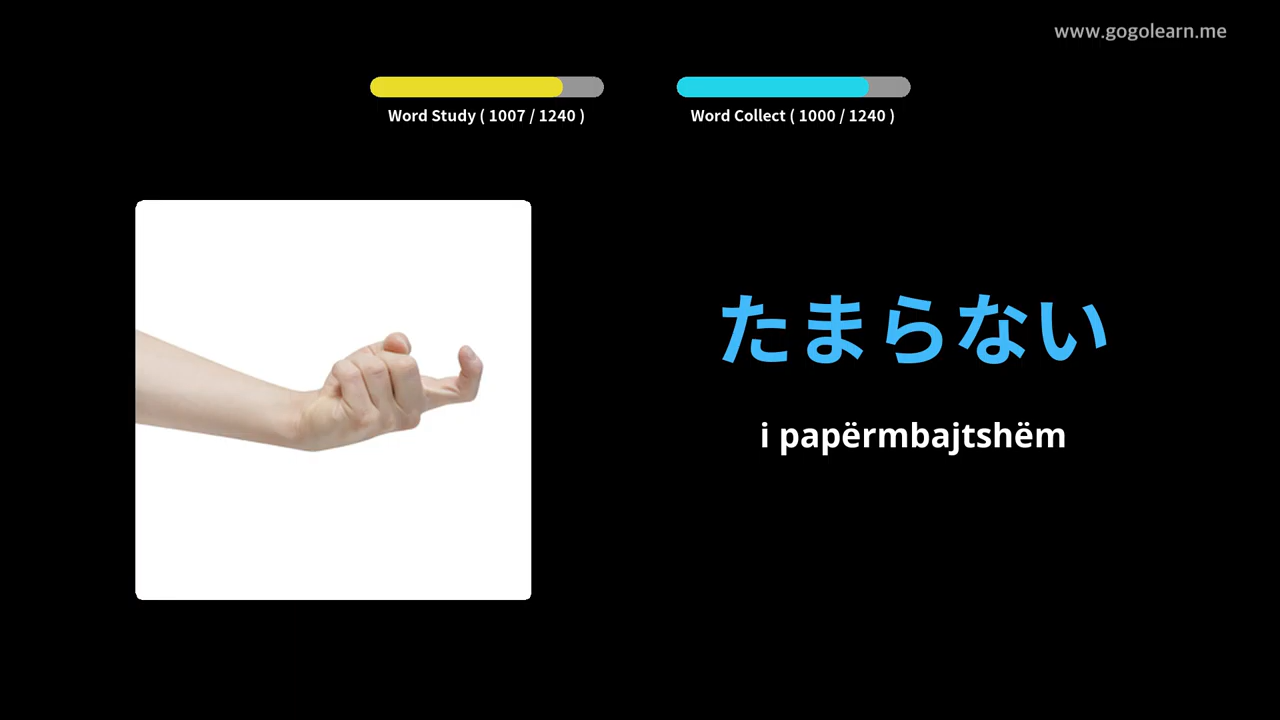 www.gogolearn.me
Word Study ( 1007 / 1240 )
Word Collect ( 1000 / 1240 )
たまらない
i papërmbajtshëm